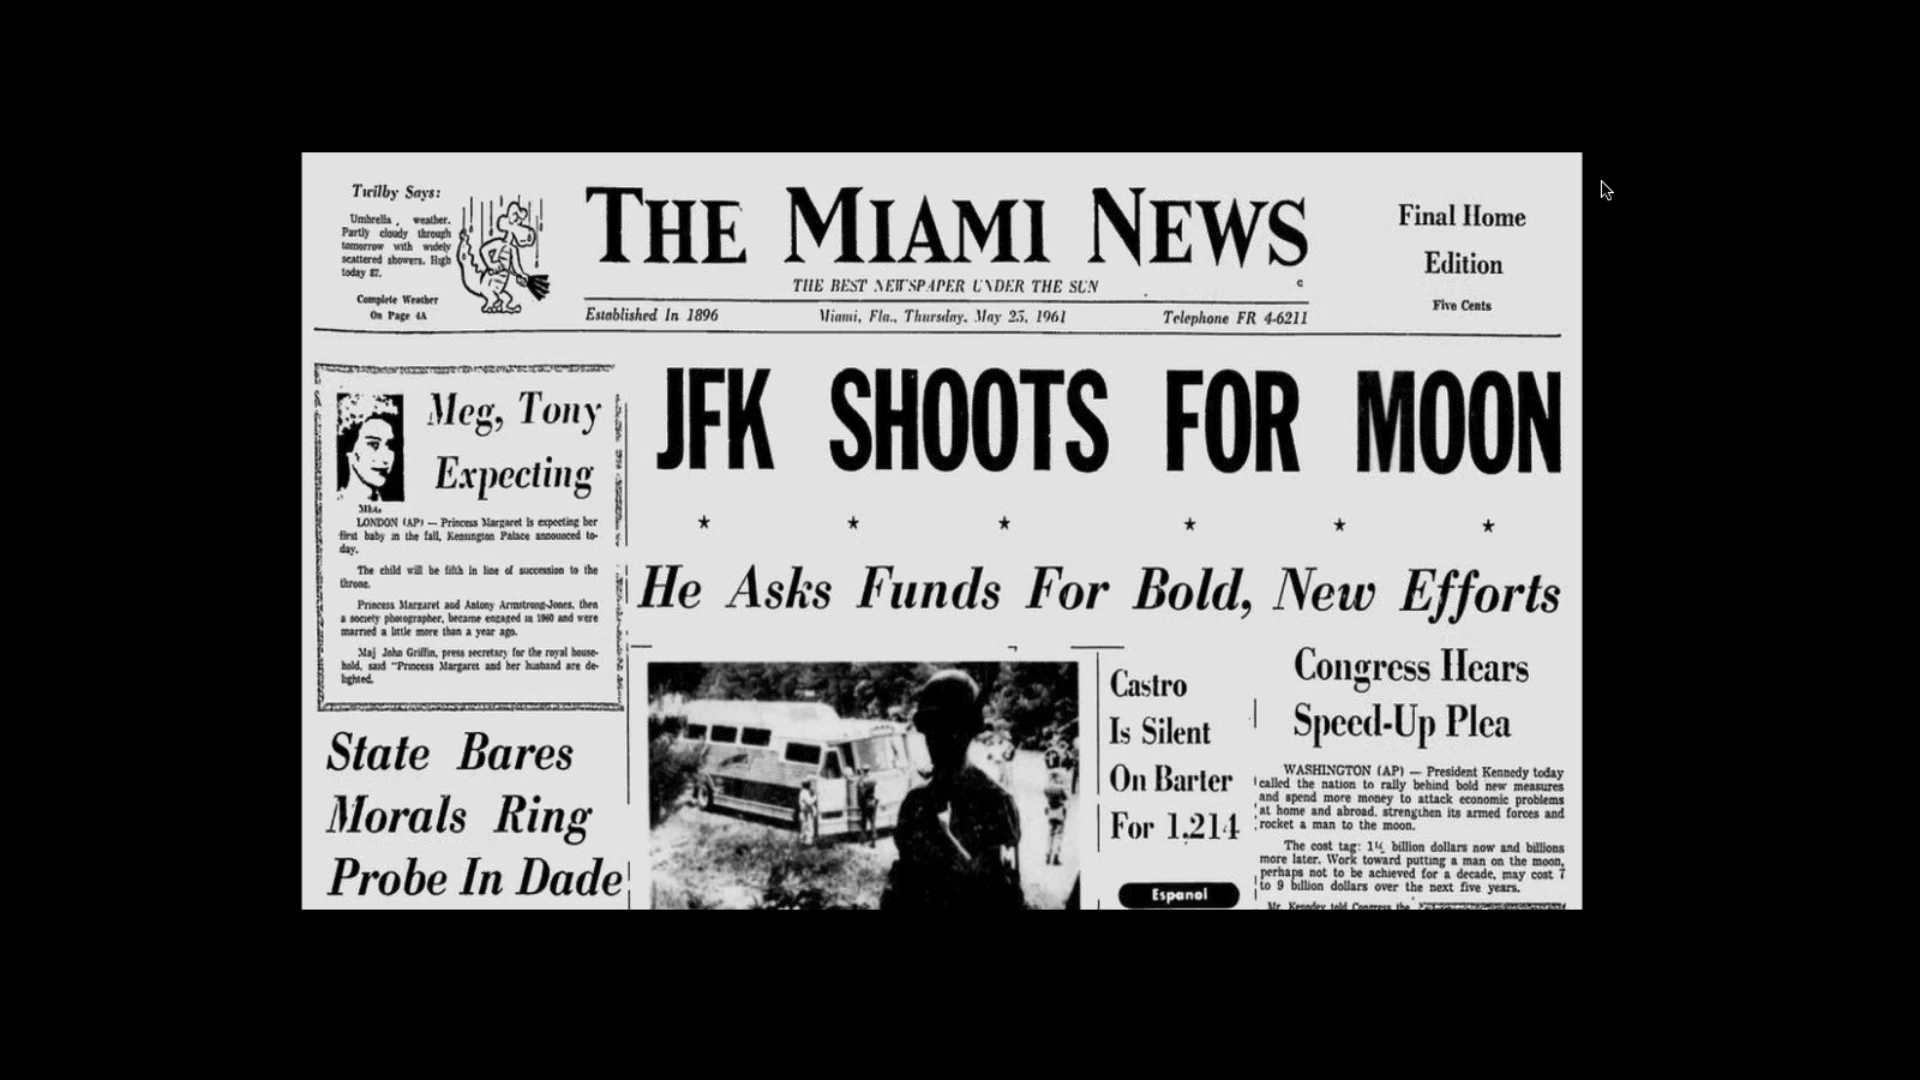 Twilby Says:
Umbrella weather.
Partly cloudy through
tomorrow with widely
scattered showers. High
today 87.
Complete Weather
On Page 4A
THE MIAMI NEWS
THE BEST NEWSPAPER UNDER THE SUN
Established In 1896
Miami, Fla., Thursday, May 25, 1961
Telephone FR 4-6211
Final Home
Edition
Five Cents
JFK SHOOTS FOR MOON
He Asks Funds For Bold, New Efforts
Meg, Tony
Expecting
LONDON (AP) — Princess Margaret is expecting her
first baby in the fall, Kensington Palace announced to-
day.
The child will be fifth in line of succession to the
throne.
Princess Margaret and Antony Armstrong-Jones, then
a society photographer, became engaged in 1960 and were
married a little more than a year ago.
Maj John Griffin, press secretary for the royal house-
hold, said "Princess Margaret and her husband are de-
lighted.
State Bares
Morals Ring
Probe In Dade
Castro
Is Silent
On Barter
For 1,214
Espanol
Congress Hears
Speed-Up Plea
WASHINGTON (AP) — President Kennedy today
called the nation to rally behind bold new measures
and spend more money to attack economic problems
at home and abroad, strengthen its armed forces and
rocket a man to the moon.
The cost tag: billion dollars now and billions
more later. Work toward putting a man on the moon,
perhaps not to be achieved for a decade, may cost 7
to 9 billion dollars over the next five years.
Mr. Kennedy told Congress the